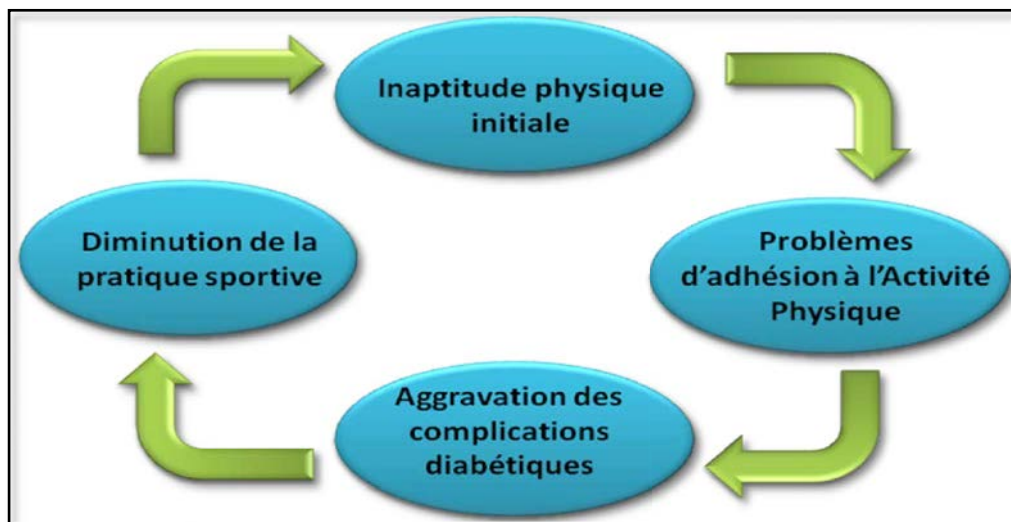 Inaptitude physique
initiale
Problèmes
d'adhésion à l'Activité
Physique
Aggravation des
complications
diabétiques
Diminution de la
pratique sportive